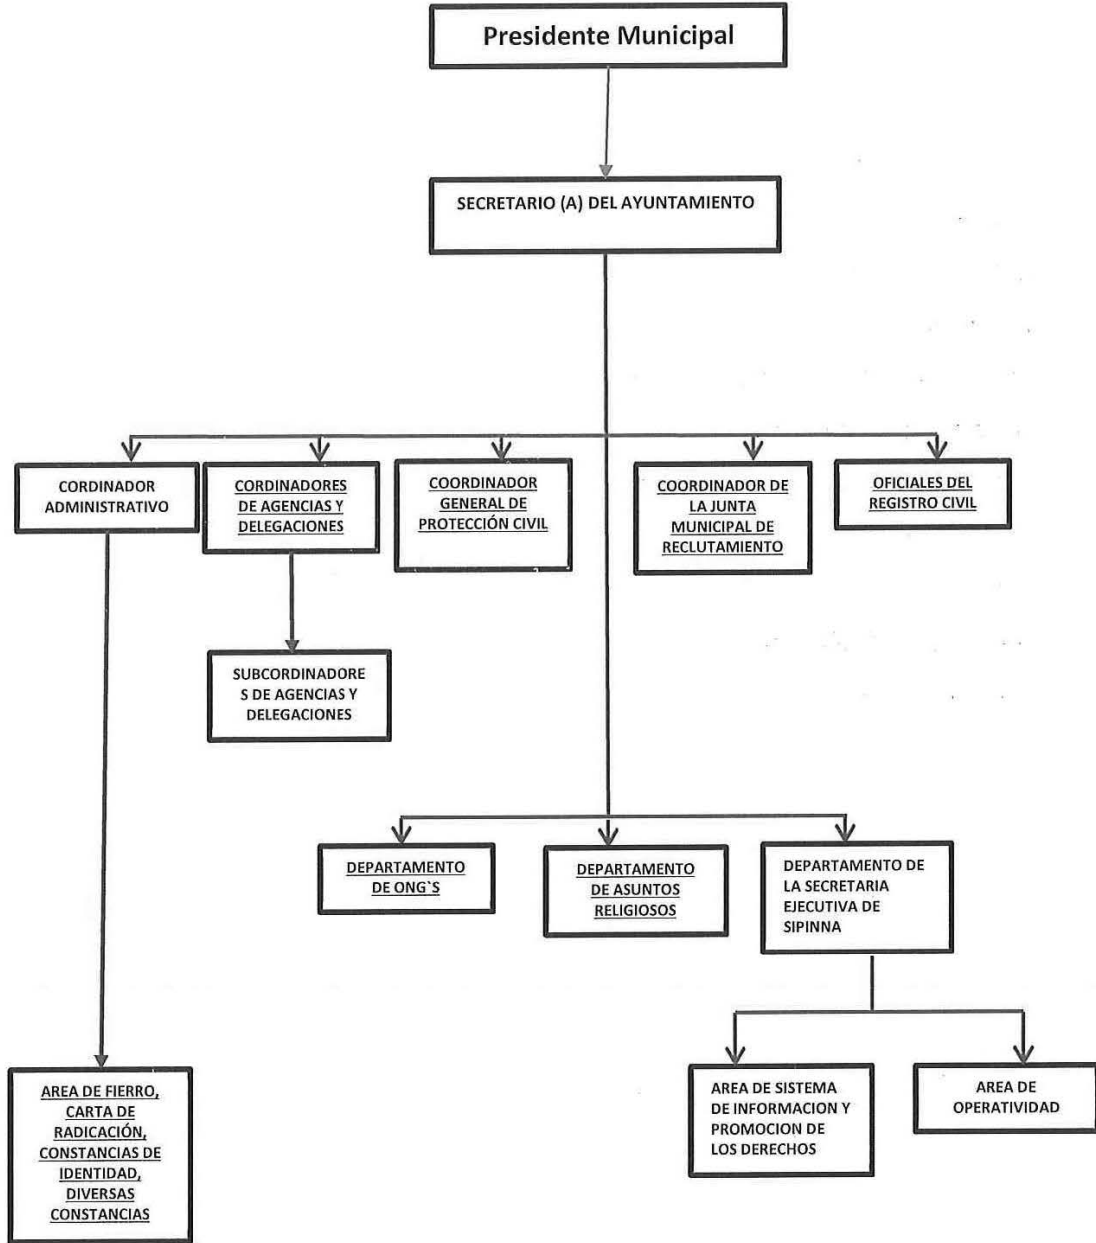 Presidente Municipal
SECRETARIO (A) DEL AYUNTAMIENTO
CORDINADOR
ADMINISTRATIVO
CORDINADORES
DE AGENCIAS Y
DELEGACIONES
COORDINADOR
GENERAL DE
PROTECCIÓN CIVIL
COORDINADOR DE
LA JUNTA
MUNICIPAL DE
RECLUTAMIENTO
OFICIALES DEL
REGISTRO CIVIL
SUBCORDINADORE
S DE AGENCIAS Y
DELEGACIONES
DEPARTAMENTO
DE ONG`S
DEPARTAMENTO
DE ASUNTOS
RELIGIOSOS
DEPARTAMENTO DE
LA SECRETARIA
EJECUTIVA DE
SIPINNA
AREA DE FIERRO,
CARTA DE
RADICACIÓN,
CONSTANCIAS DE
IDENTIDAD,
DIVERSAS
CONSTANCIAS
AREA DE SISTEMA
DE INFORMACION Y
PROMOCION DE
LOS DERECHOS
AREA DE
OPERATIVIDAD